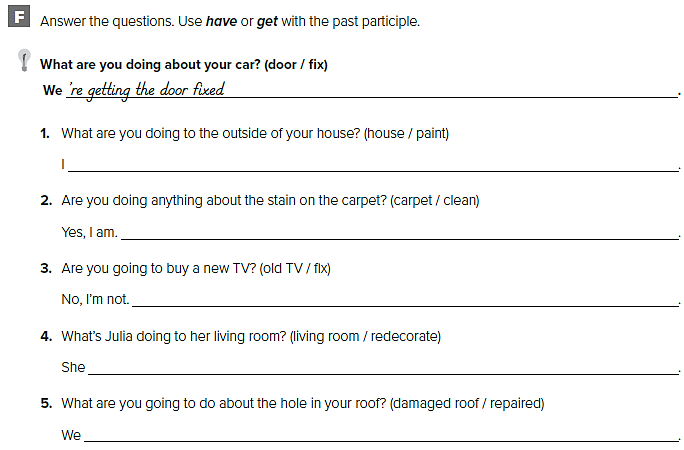 F Answer the questions. Use have or get with the past participle.
What are you doing about your car? (door / fix)
We 're getting the door fixed.
1. What are you doing to the outside of your house? (house / paint)
I .
2. Are you doing anything about the stain on the carpet? (carpet / clean)
Yes, I am. .
3. Are you going to buy a new TV? (old TV / fix)
No, I'm not. .
4. What's Julia doing to her living room? (living room / redecorate)
She .
5. What are you going to do about the hole in your roof? (damaged roof / repaired)
We .